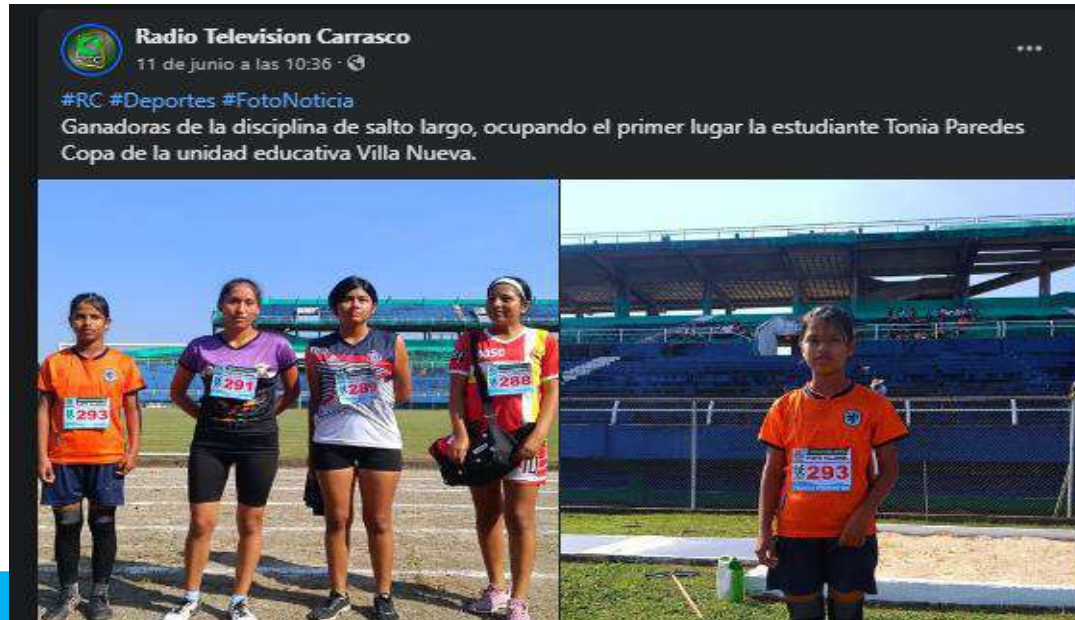 Radio Television Carrasco
11 de junio a las 10:36
#RC #Deportes #FotoNoticia
Ganadoras de la disciplina de salto largo, ocupando el primer lugar la estudiante Tonia Paredes
Copa de la unidad educativa Villa Nueva.
293
291
289
288
293